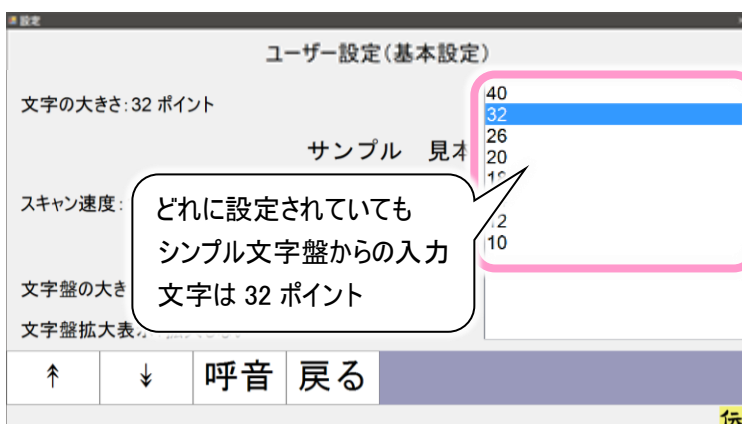 設定
ユーザー設定(基本設定)
文字の大きさ:32 ポイント
40
32
26
20
サンプル 見本
12
10
スキャン速度:
どれに設定されていても
シンプル文字盤からの入力
文字は 32 ポイント
文字盤の大き
文字盤拡大表
↑ ↓ 呼音 戻る
伝